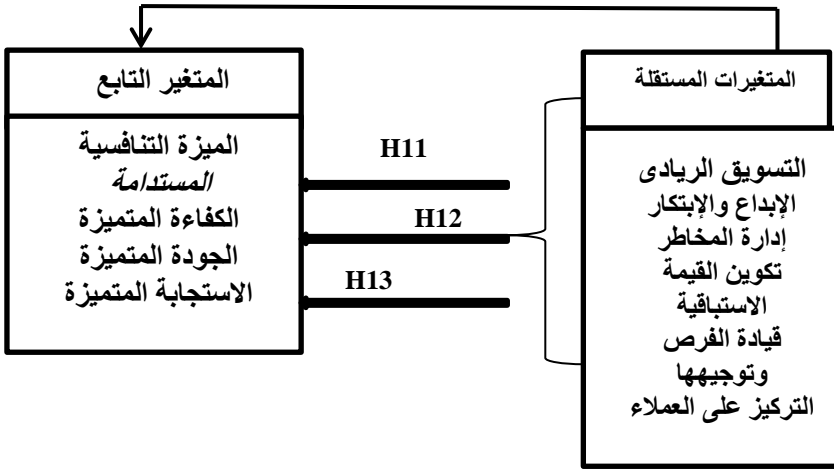 المتغيرات المستقلة
التسويق الريادى
الإبداع والإبتكار
إدارة المخاطر
تكوين القيمة
الاستباقية
قيادة الفرص
وتوجيهها
التركيز على العملاء
H11
H12
H13
المتغير التابع
الميزة التنافسية
المستدامة
الكفاءة المتميزة
الجودة المتميزة
الاستجابة المتميزة